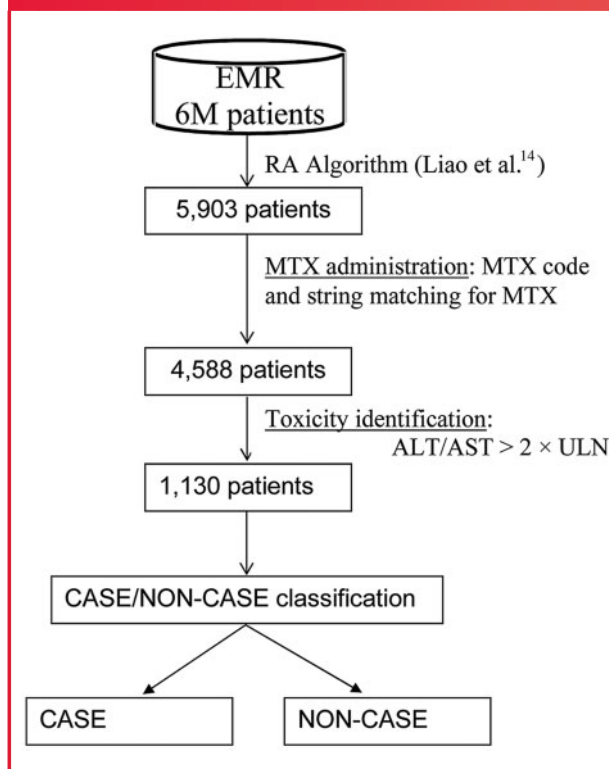 EMR
6M patients
RA Algorithm (Liao et al.14)
5,903 patients
MTX administration: MTX code
and string matching for MTX
4,588 patients
Toxicity identification:
ALT/AST > 2 × ULN
1,130 patients
CASE/NON-CASE classification
CASE
NON-CASE